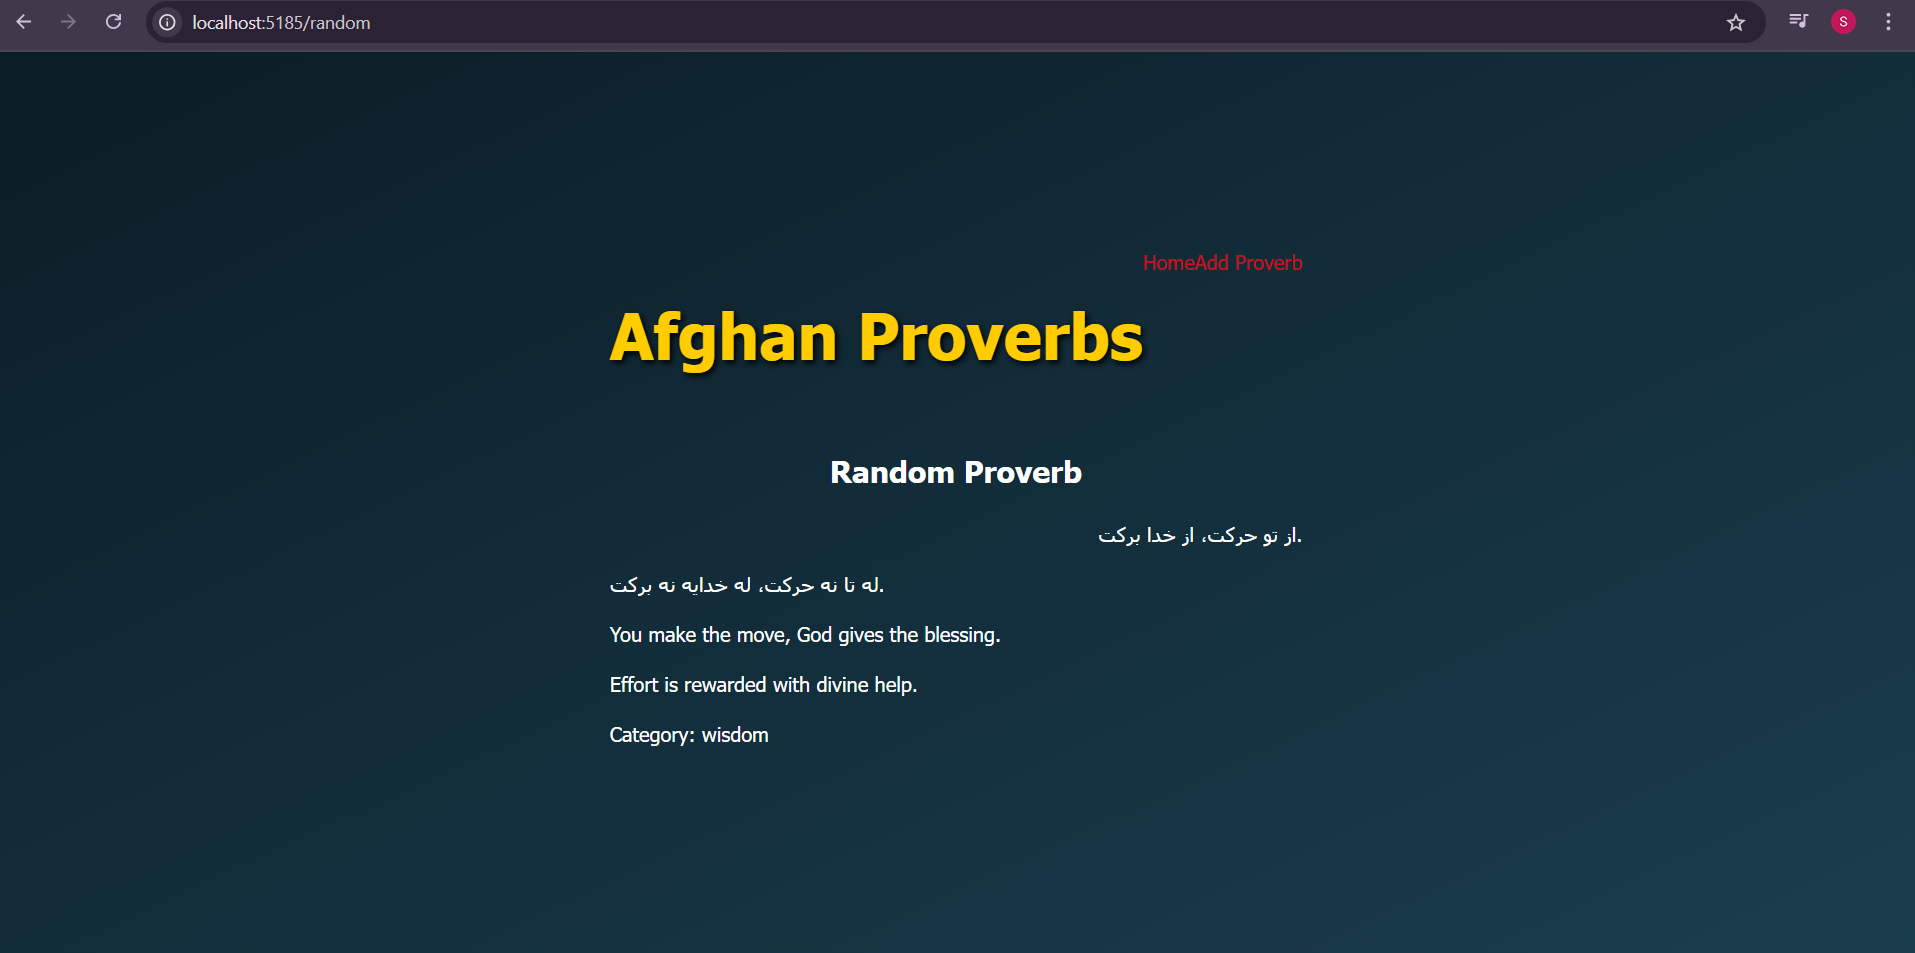 localhost:5185/random
S
HomeAdd Proverb
Afghan Proverbs
Random Proverb
از تو حرکت، از خدا برکت.
له تا نه حرکت، له خدایه نه برکت.
You make the move, God gives the blessing.
Effort is rewarded with divine help.
Category: wisdom